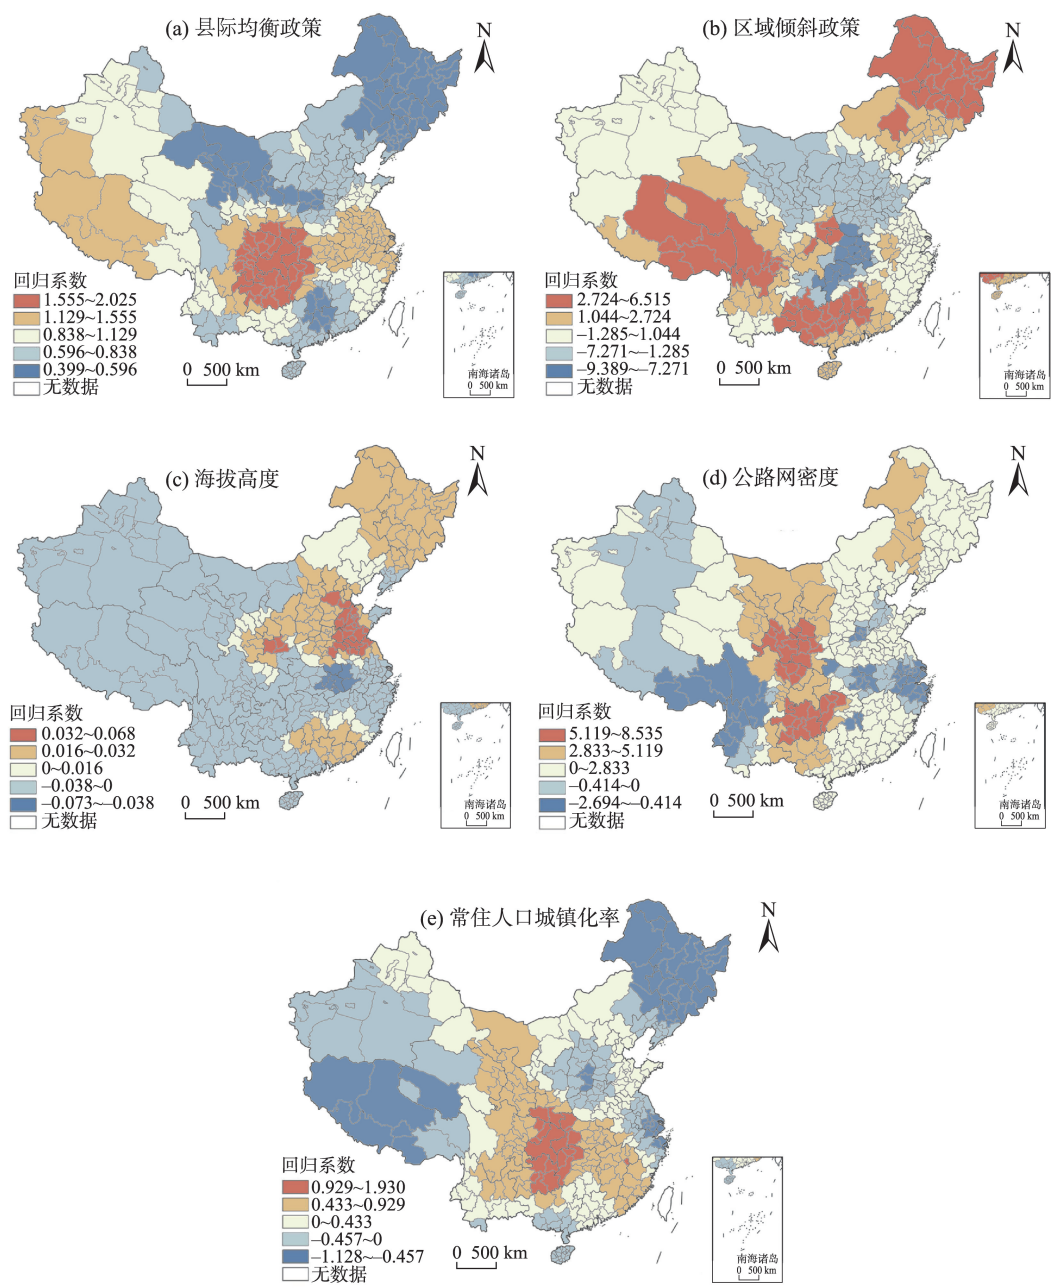 (a) 县际均衡政策
N
回归系数
1.555~2.025
1.129~1.555
0.838~1.129
0.596~0.838
0.399~0.596
无数据
0 500 km
南海诸岛
0 500 km
(b) 区域倾斜政策
N
回归系数
2.724~6.515
1.044~2.724
–1.285~1.044
–7.271~–1.285
–9.389~–7.271
无数据
0 500 km
南海诸岛
0 500 km
(c) 海拔高度
N
回归系数
0.032~0.068
0.016~0.032
0~0.016
–0.038~0
–0.073~–0.038
无数据
0 500 km
南海诸岛
0 500 km
(d) 公路网密度
N
回归系数
5.119~8.535
2.833~5.119
0~2.833
–0.414~0
–2.694~–0.414
无数据
0 500 km
南海诸岛
0 500 km
(e) 常住人口城镇化率
N
回归系数
0.929~1.930
0.433~0.929
0~0.433
–0.457~0
–1.128~–0.457
无数据
0 500 km
南海诸岛
0 500 km